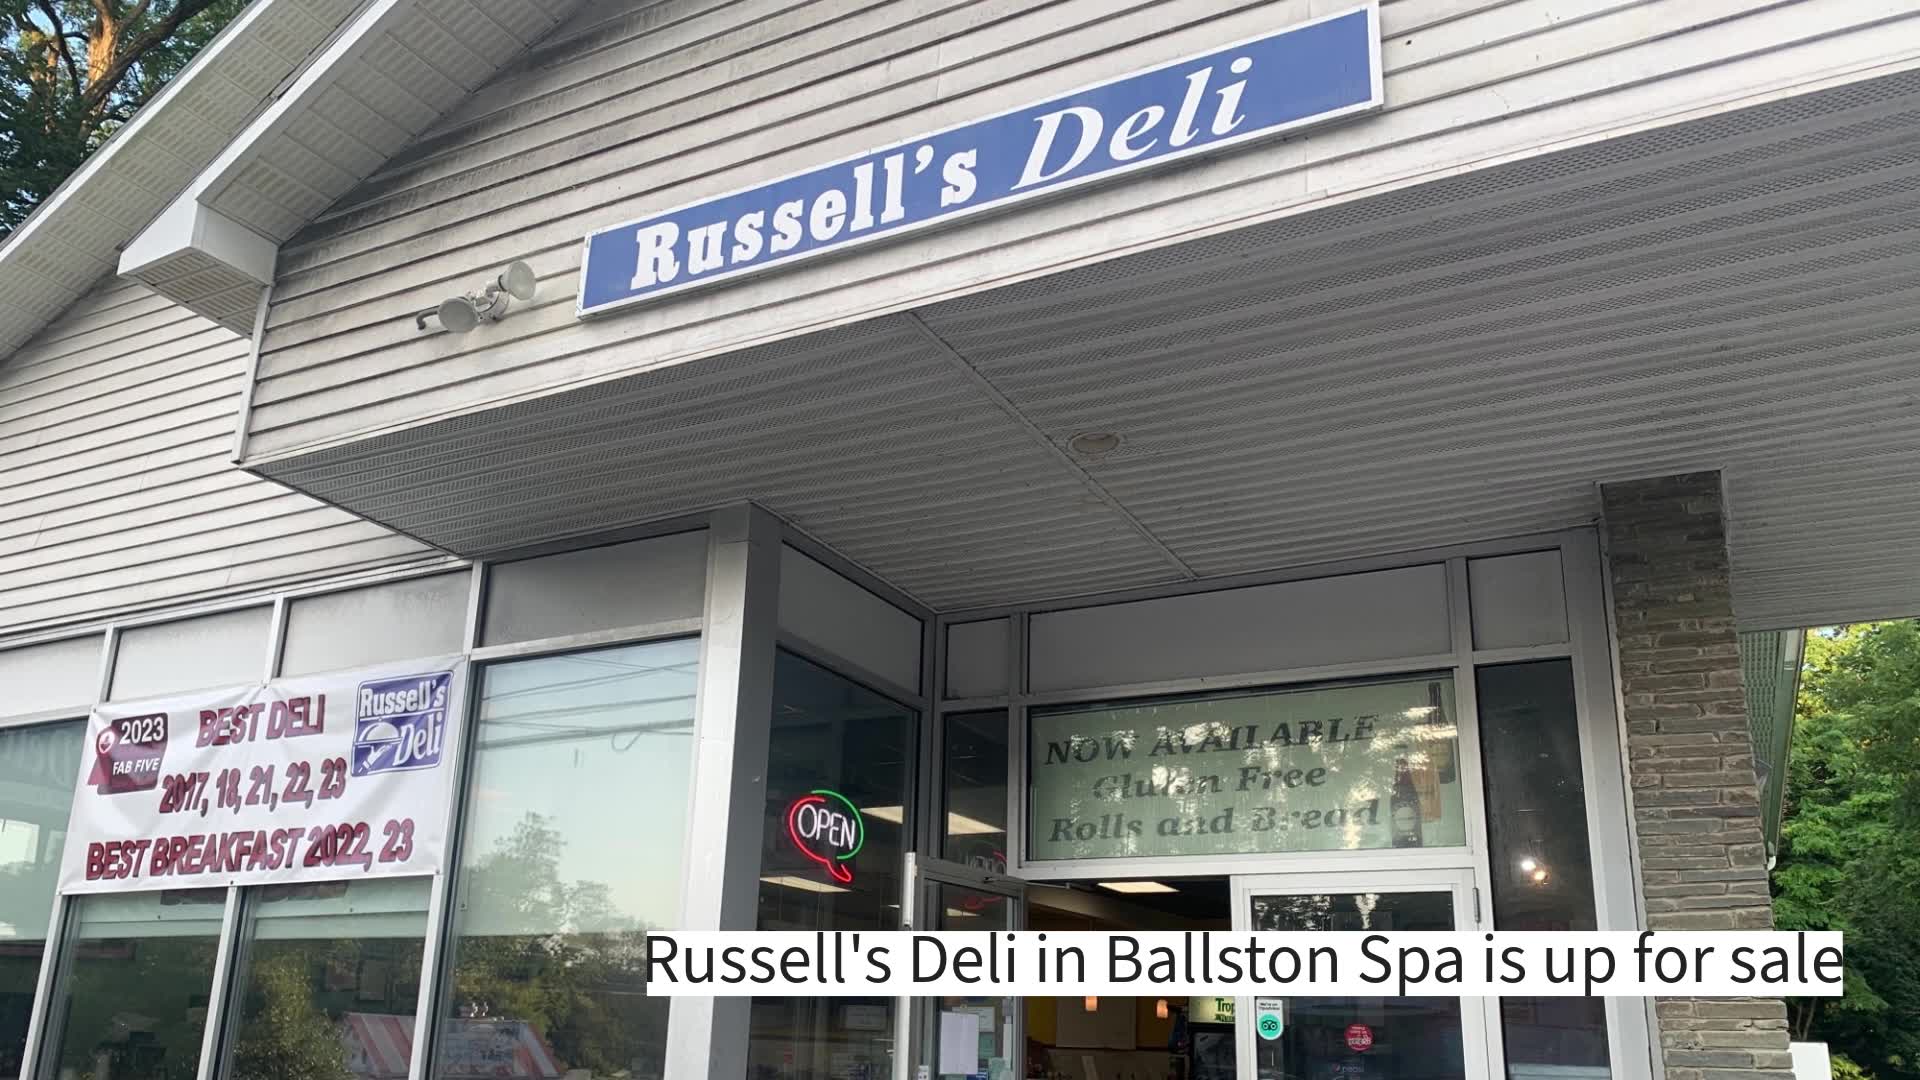 Russell's Deli
2023
FAB FIVE
BEST DELI
2017, 18, 21, 22, 23
BEST BREAKFAST 2022, 23
Russell's
Deli
OPEN
NOW AVAILABLE
Gluten Free
Rolls and Bread
Russell's Deli in Ballston Spa is up for sale
pepsi